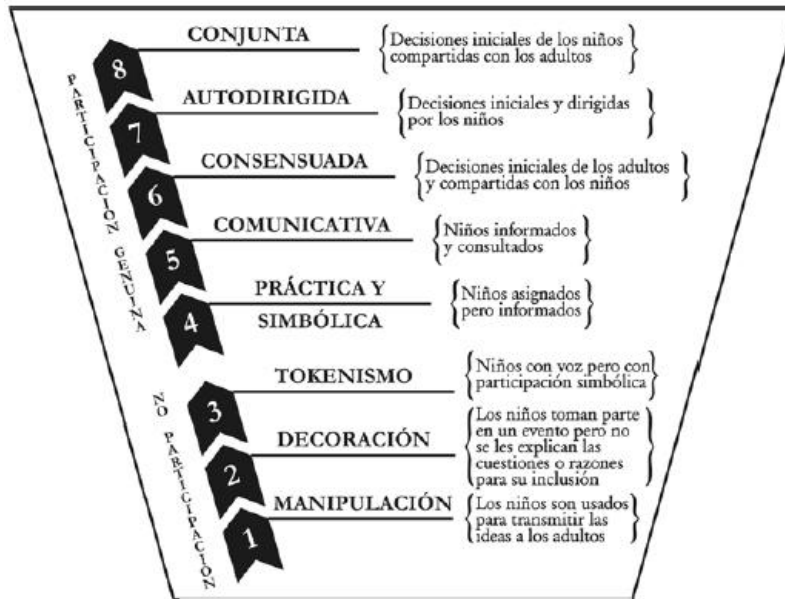 CONJUNTA
Decisiones iniciales de los niños
compartidas con los adultos
8
AUTODIRIGIDA
Decisiones iniciales y dirigidas
por los niños
7
CONSENSUADA
Decisiones iniciales de los adultos
y compartidas con los niños
6
COMUNICATIVA
Niños informados
y consultados
5
PRÁCTICA Y
SIMBÓLICA
Niños asignados
pero informados
4
PARTICIPACION GENUINA
TOKENISMO
Niños con voz pero con
participación simbólica
3
DECORACIÓN
Los niños toman parte
en un evento pero no
se les explican las
cuestiones o razones
para su inclusión
2
MANIPULACIÓN
Los niños son usados
para transmitir las
ideas a los adultos
1
NO PARTICIPACIÓN